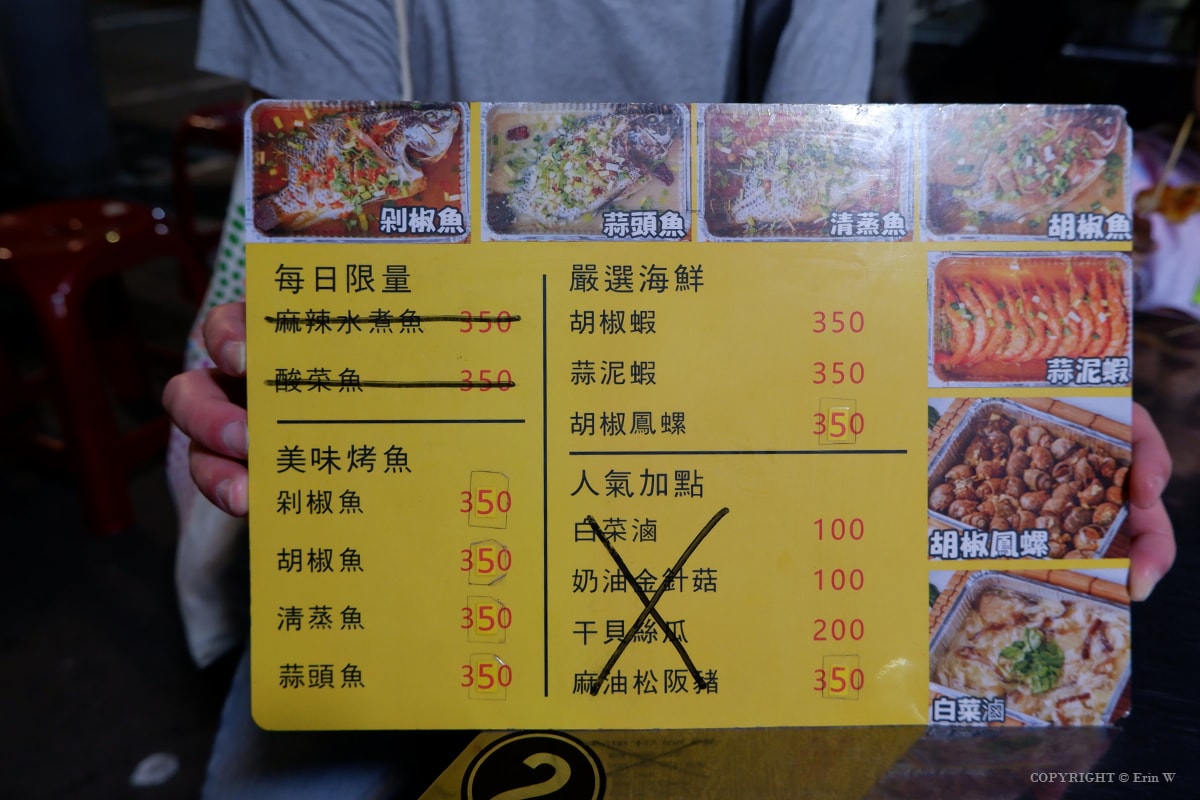 剁椒魚
蒜頭魚
清蒸魚
胡椒魚
每日限量
麻辣水煮魚 350
酸菜魚 350
美味烤魚
剁椒魚 350
胡椒魚 350
清蒸魚 350
蒜頭魚 350
嚴選海鮮
胡椒蝦 350
蒜泥蝦 350
胡椒鳳螺 350
人氣加點
白菜滷 100
奶油金針菇 100
干貝絲瓜 200
麻油松阪豬 350
蒜泥蝦
胡椒鳳螺
白菜滷
2
COPYRIGHT © Erin W